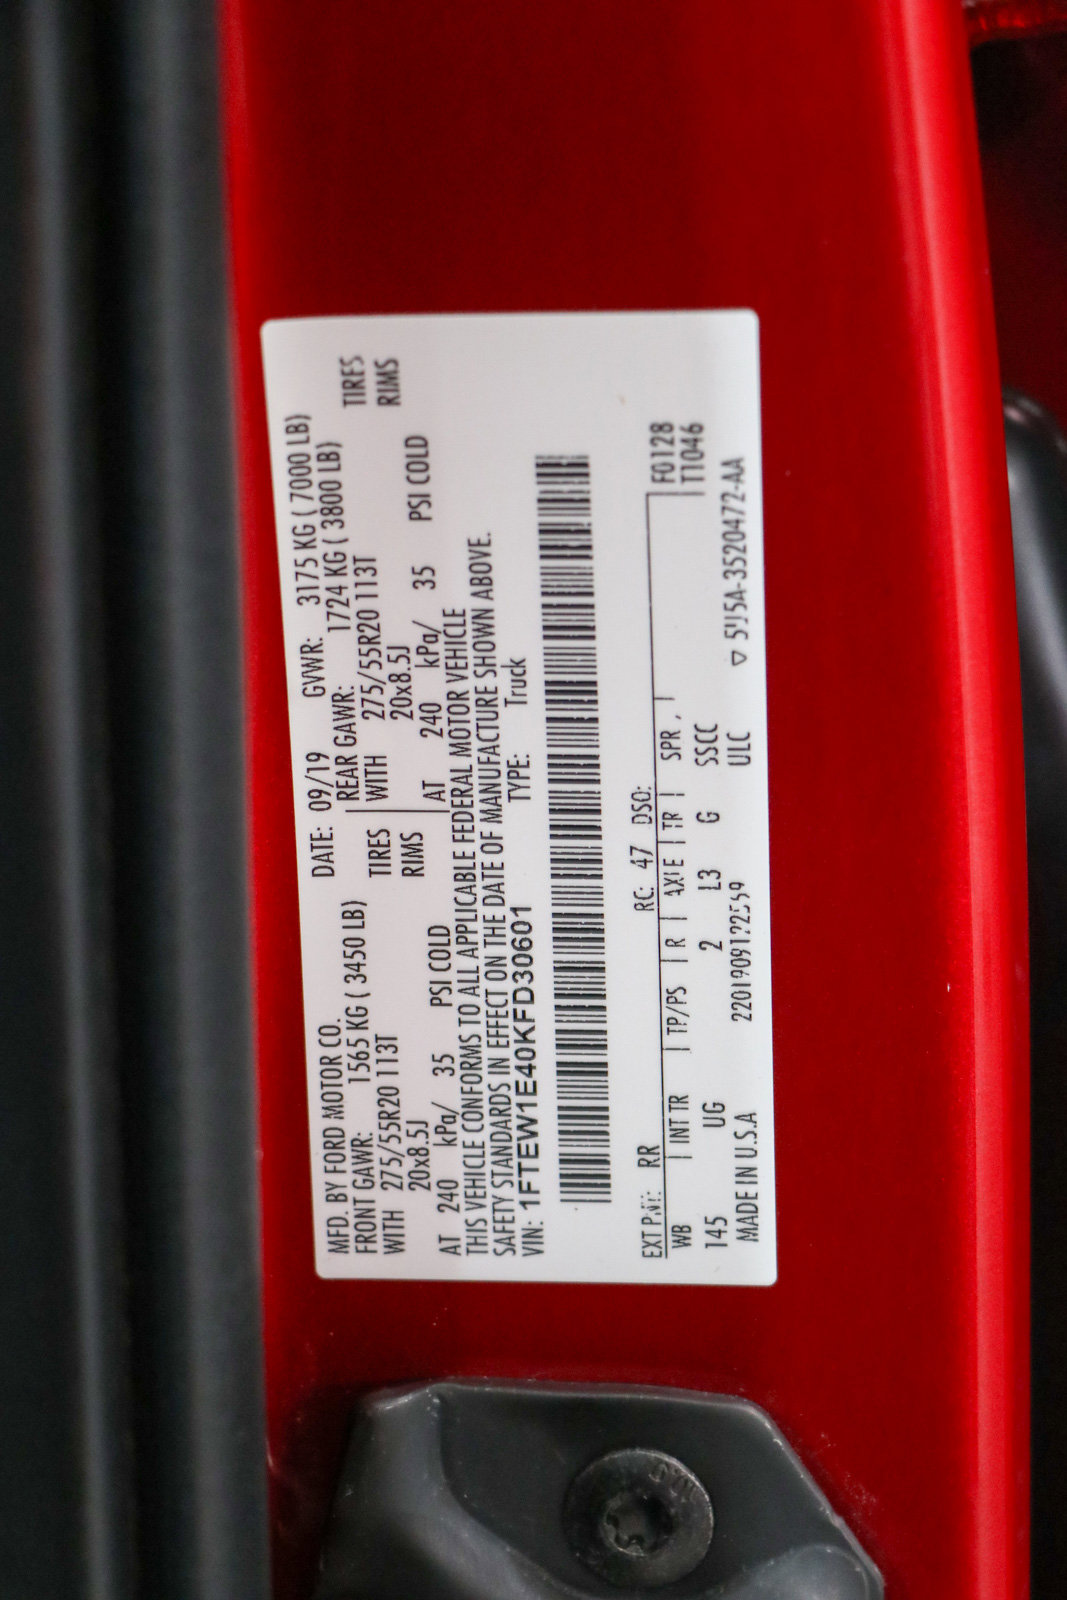 MFD. BY FORD MOTOR CO. DATE: 09/19 GVWR: 3175 KG ( 7000 LB)
FRONT GAWR: 1565 KG ( 3450 LB) REAR GAWR: 1724 KG ( 3800 LB)
WITH 275/55R20 113T TIRES WITH 275/55R20 113T TIRES
20x8.5J RIMS 20x8.5J RIMS
AT 240 kPa/ 35 PSI COLD AT 240 kPa/ 35 PSI COLD
THIS VEHICLE CONFORMS TO ALL APPLICABLE FEDERAL MOTOR VEHICLE
SAFETY STANDARDS IN EFFECT ON THE DATE OF MANUFACTURE SHOWN ABOVE.
VIN: 1FTEW1E40KFD30601 TYPE: Truck
EXT PNT: RR RC: 47 DSO: F0128
WB INT TR TP/PS R AXLE TR SPR T1046
145 UG 2 L3 G SSCC
MADE IN U.S.A ULC